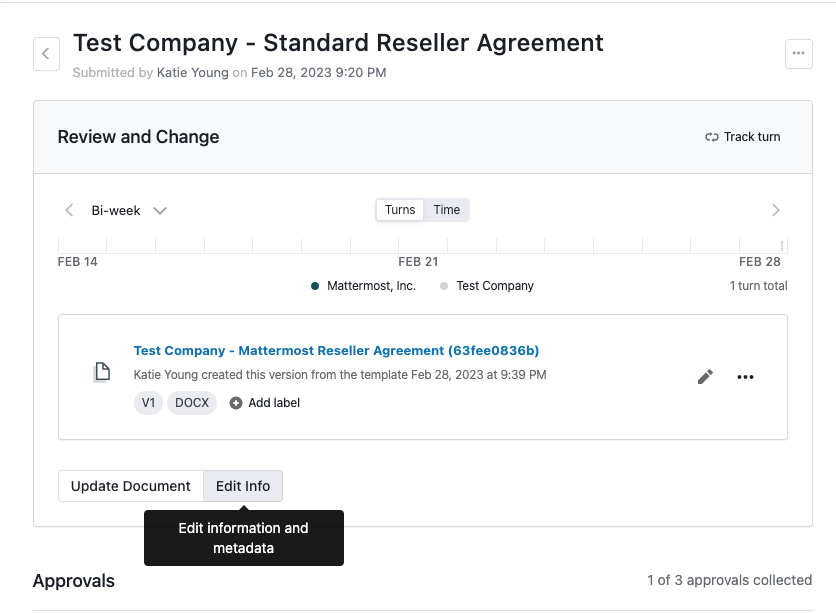 Test Company - Standard Reseller Agreement
Submitted by Katie Young on Feb 28, 2023 9:20 PM
Review and Change
Track turn
Bi-week
Turns Time
FEB 14 FEB 21 FEB 28
Mattermost, Inc. Test Company 1 turn total
Test Company - Mattermost Reseller Agreement (63fee0836b)
Katie Young created this version from the template Feb 28, 2023 at 9:39 PM
V1 DOCX Add label
Update Document Edit Info
Edit information and
metadata
Approvals 1 of 3 approvals collected